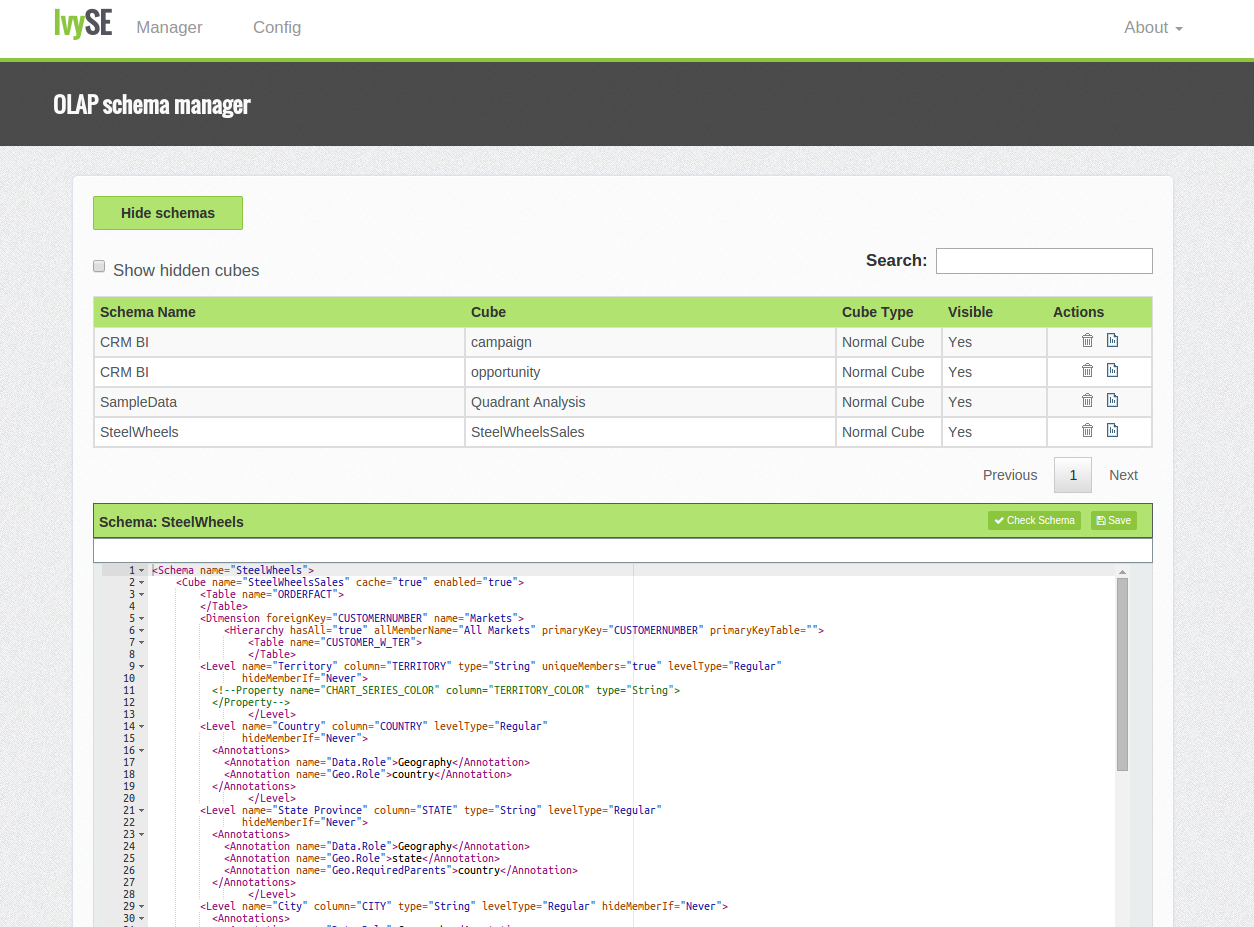 IvySE Manager Config About
OLAP schema manager
Hide schemas
Show hidden cubes Search:
Schema Name Cube Cube Type Visible Actions
CRM BI campaign Normal Cube Yes
CRM BI opportunity Normal Cube Yes
SampleData Quadrant Analysis Normal Cube Yes
SteelWheels SteelWheelsSales Normal Cube Yes
Previous 1 Next
Schema: SteelWheels Check Schema Save
1 <Schema name="SteelWheels">
2 <Cube name="SteelWheelsSales" cache="true" enabled="true">
3 <Table name="ORDERFACT">
4 </Table>
5 <Dimension foreignKey="CUSTOMERNUMBER" name="Markets">
6 <Hierarchy hasAll="true" allMemberName="All Markets" primaryKey="CUSTOMERNUMBER" primaryKeyTable="">
7 <Table name="CUSTOMER_W_TER">
8 </Table>
9 <Level name="Territory" column="TERRITORY" type="String" uniqueMembers="true" levelType="Regular"
10 hideMemberIf="Never">
11 <!--Property name="CHART_SERIES_COLOR" column="TERRITORY_COLOR" type="String">
12 </Property-->
13 </Level>
14 <Level name="Country" column="COUNTRY" levelType="Regular"
15 hideMemberIf="Never">
16 <Annotations>
17 <Annotation name="Data.Role">Geography</Annotation>
18 <Annotation name="Geo.Role">country</Annotation>
19 </Annotations>
20 </Level>
21 <Level name="State Province" column="STATE" type="String" levelType="Regular"
22 hideMemberIf="Never">
23 <Annotations>
24 <Annotation name="Data.Role">Geography</Annotation>
25 <Annotation name="Geo.Role">state</Annotation>
26 <Annotation name="Geo.RequiredParents">country</Annotation>
27 </Annotations>
28 </Level>
29 <Level name="City" column="CITY" type="String" levelType="Regular" hideMemberIf="Never">
30 <Annotations>